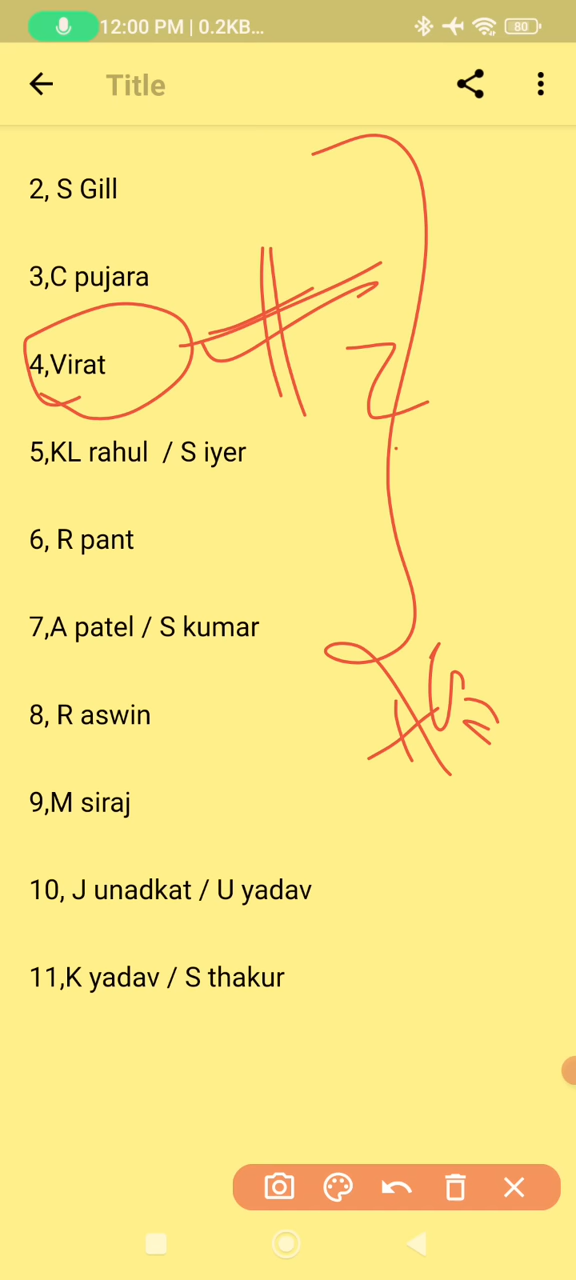 12:00 PM | 0.2KB...
80
Title
2, S Gill
3,C pujara
4,Virat
5,KL rahul / S iyer
6, R pant
7,A patel / S kumar
8, R aswin
9,M siraj
10, J unadkat / U yadav
11,K yadav / S thakur